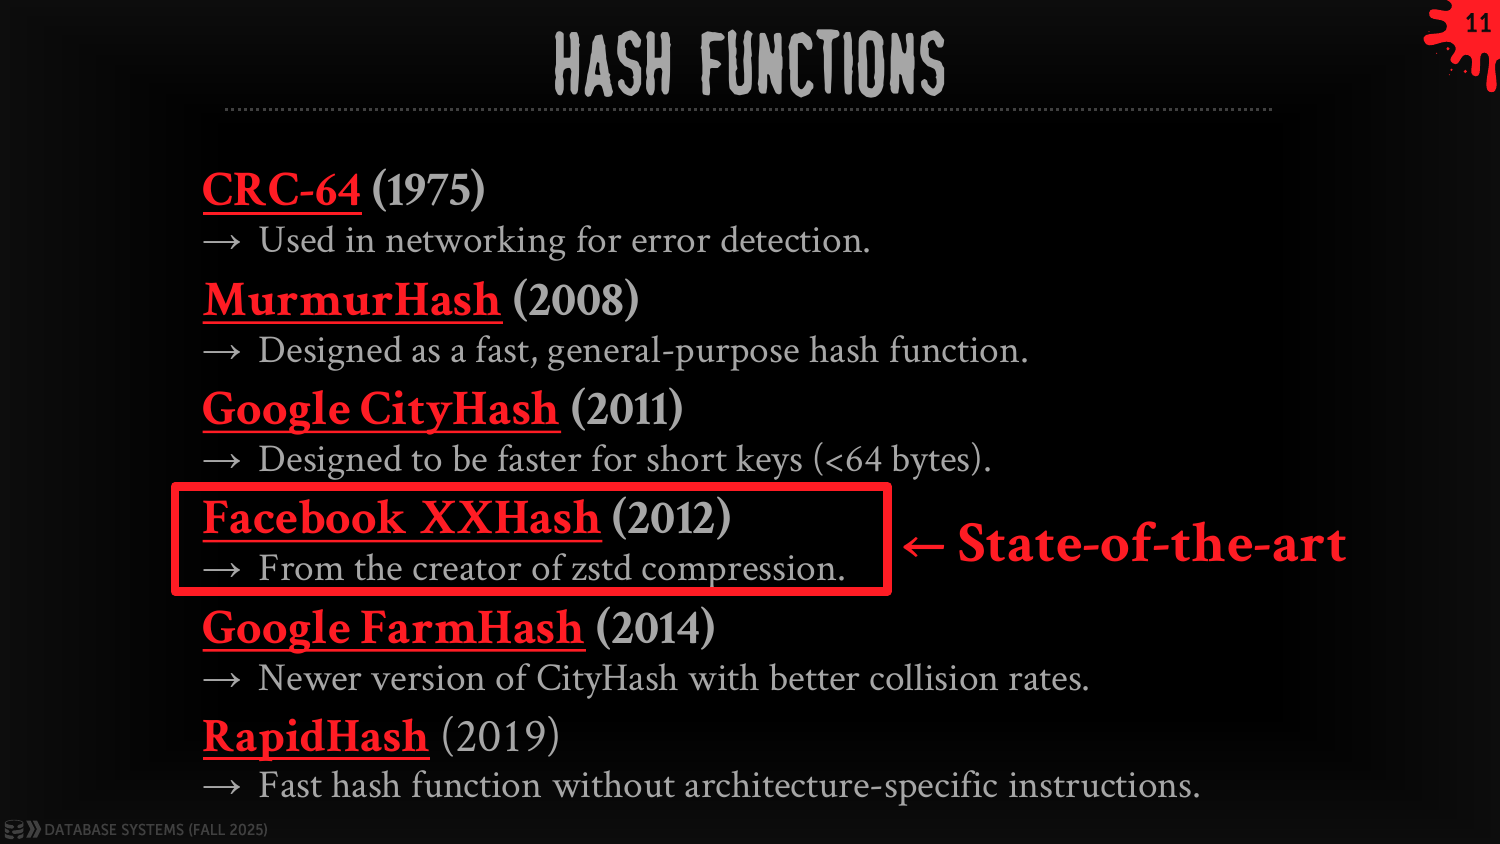 11
HASH FUNCTIONS
CRC-64 (1975)
→ Used in networking for error detection.
MurmurHash (2008)
→ Designed as a fast, general-purpose hash function.
Google CityHash (2011)
→ Designed to be faster for short keys (<64 bytes).
Facebook XXHash (2012)
→ From the creator of zstd compression.
← State-of-the-art
Google FarmHash (2014)
→ Newer version of CityHash with better collision rates.
RapidHash (2019)
→ Fast hash function without architecture-specific instructions.
DATABASE SYSTEMS (FALL 2025)